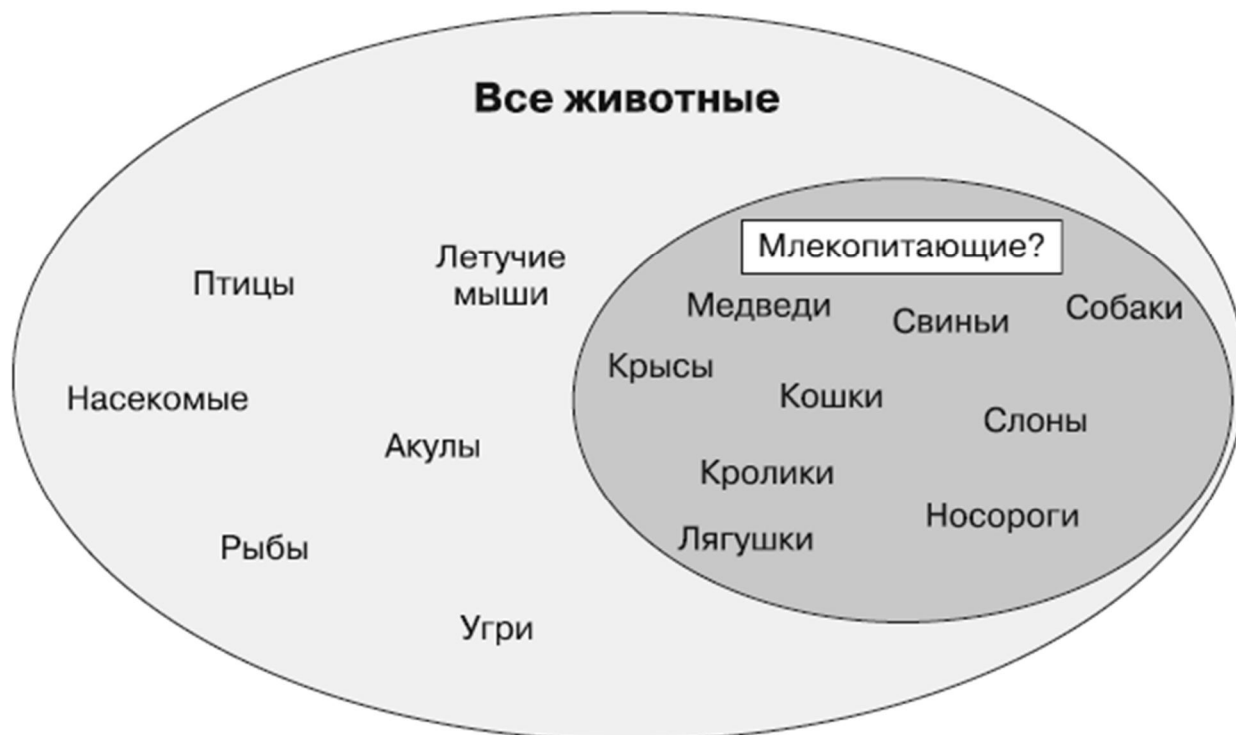 Все животные
Млекопитающие?
Птицы
Летучие
мыши
Медведи
Свиньи
Собаки
Крысы
Насекомые
Кошки
Слоны
Акулы
Кролики
Носороги
Лягушки
Рыбы
Угри